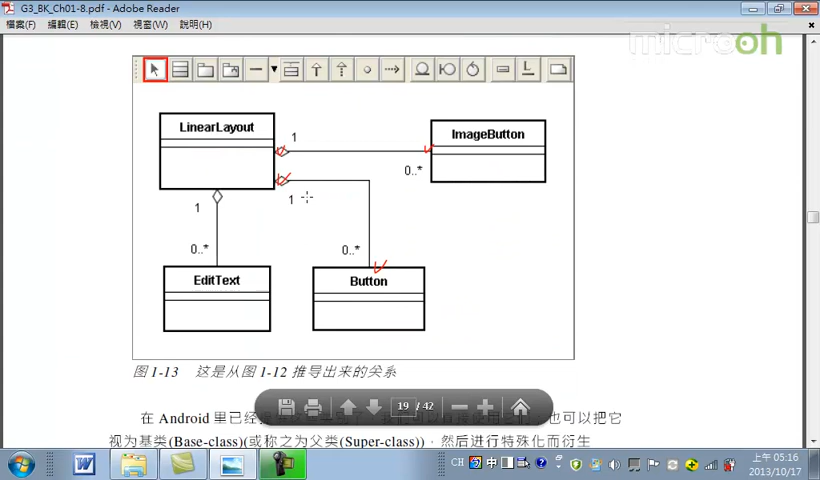 G3_BK_Ch01-8.pdf - Adobe Reader
檔案(F) 編輯(E) 檢視(V) 視窗(W) 說明(H)
microoh
LinearLayout
1
ImageButton
0..*
1
1
0..*
0..*
EditText
Button
图 1-13 这是从图 1-12 推导出来的关系
19 / 42
在 Android 里已经
也可以把它
视为基类(Base-class)(或称之为父类(Super-class))，然后进行特殊化而衍生
CH 中
上午 05:16
2013/10/17